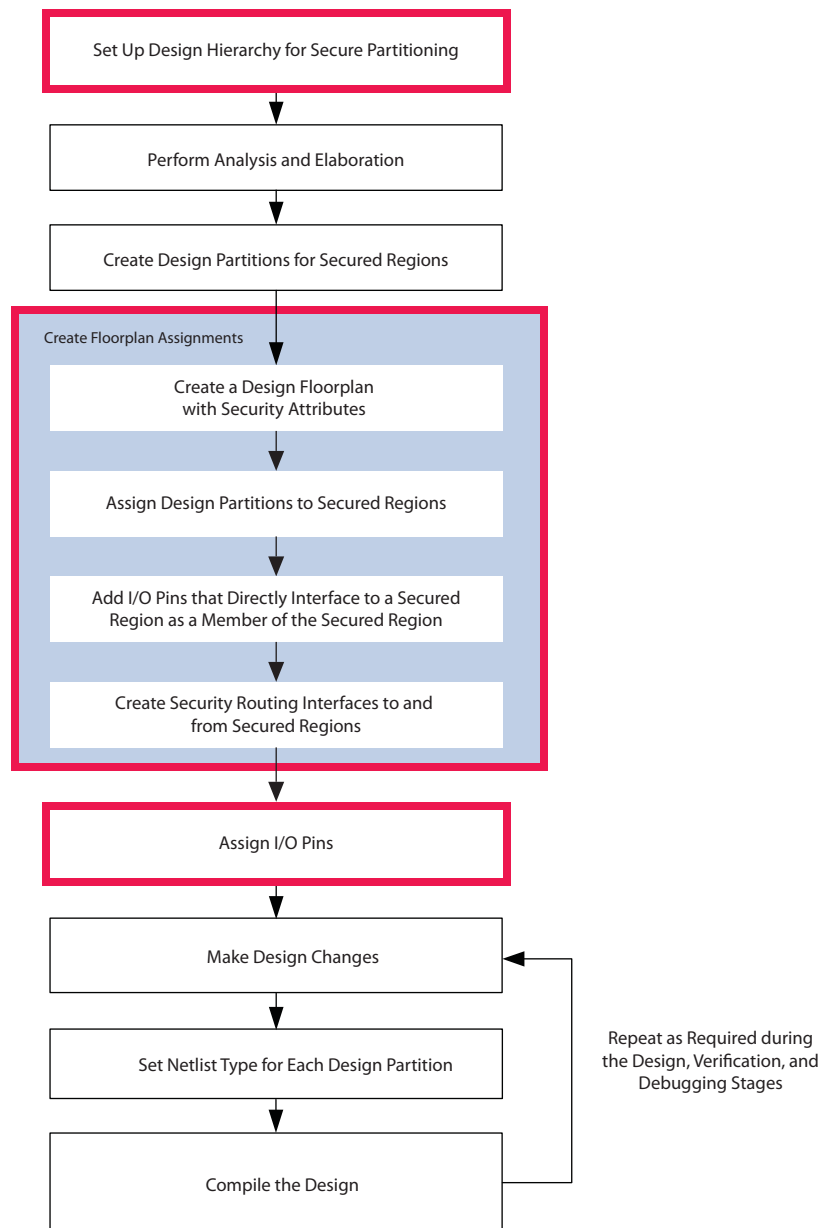 Set Up Design Hierarchy for Secure Partitioning
Perform Analysis and Elaboration
Create Design Partitions for Secured Regions
Create Floorplan Assignments
Create a Design Floorplan
with Security Attributes
Assign Design Partitions to Secured Regions
Add I/O Pins that Directly Interface to a Secured
Region as a Member of the Secured Region
Create Security Routing Interfaces to and
from Secured Regions
Assign I/O Pins
Make Design Changes
Set Netlist Type for Each Design Partition
Repeat as Required during
the Design, Verification, and
Debugging Stages
Compile the Design